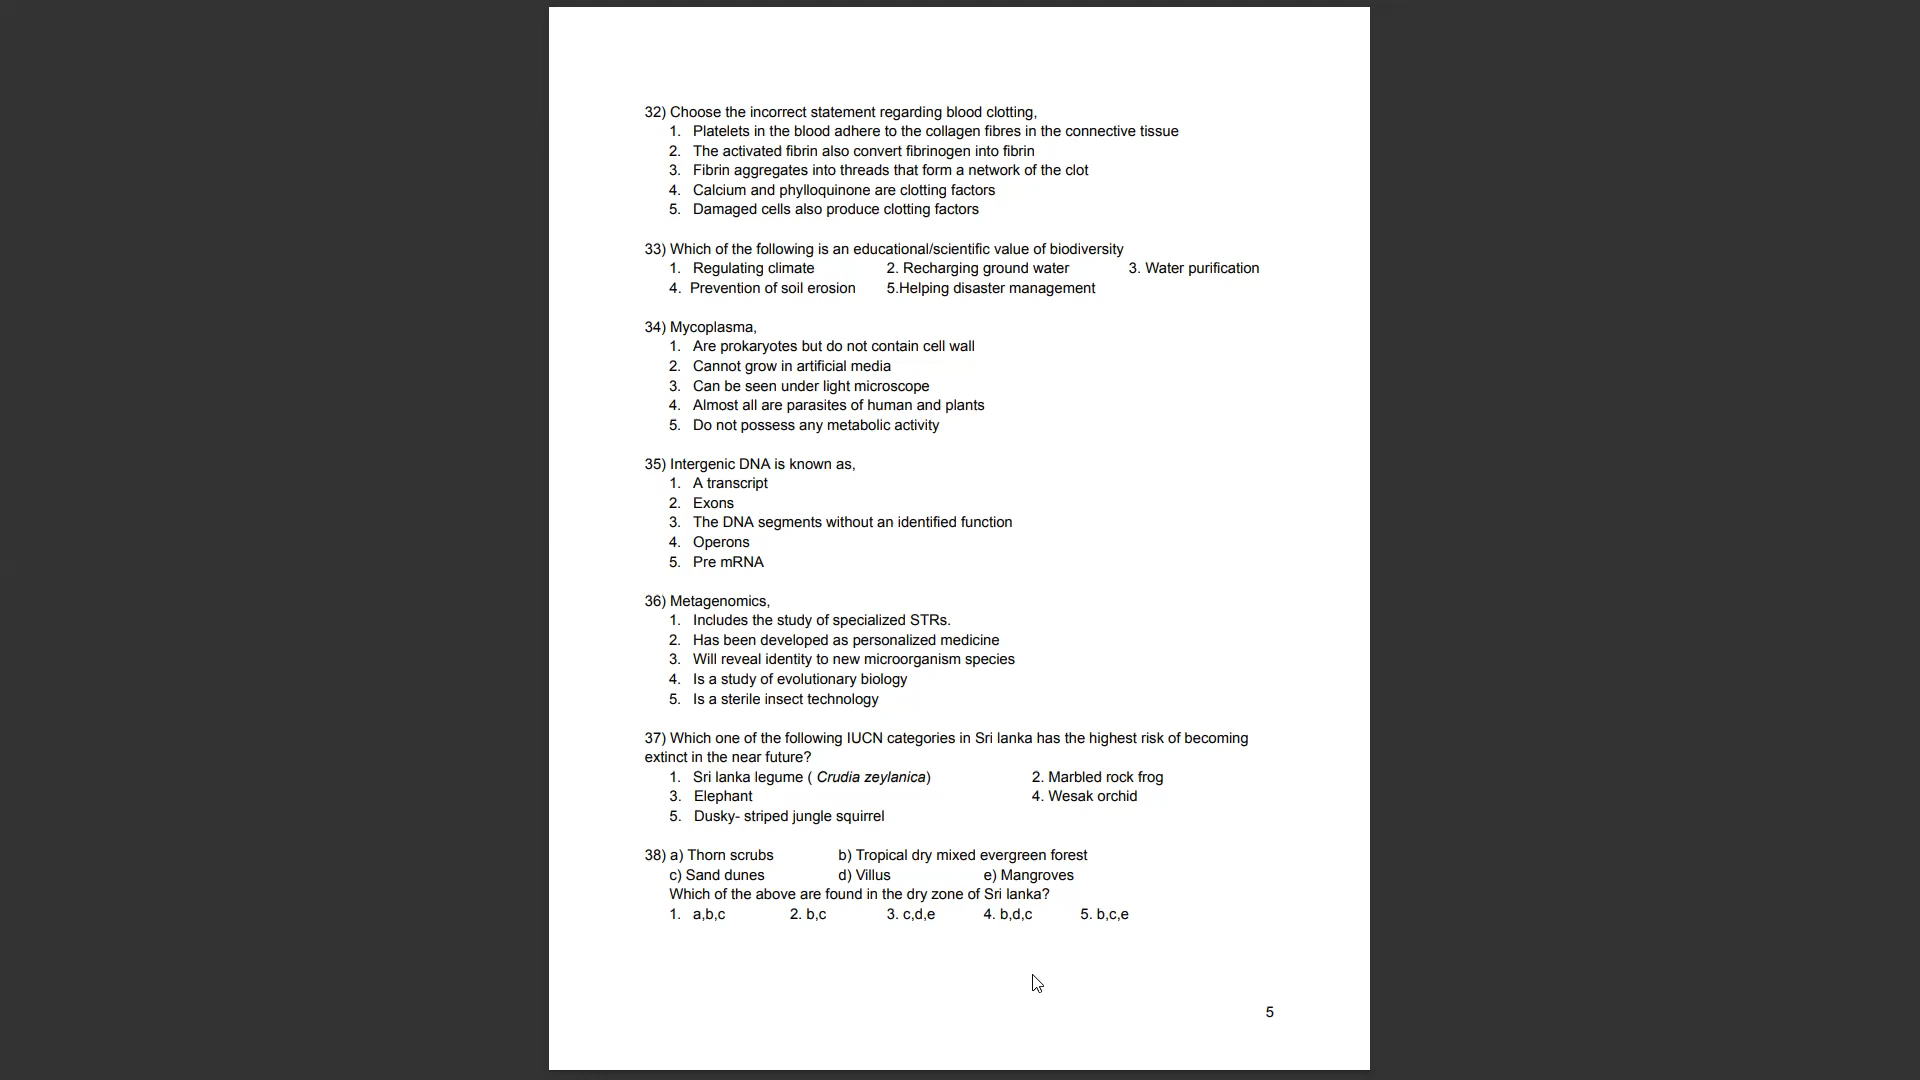 32) Choose the incorrect statement regarding blood clotting,
1. Platelets in the blood adhere to the collagen fibres in the connective tissue
2. The activated fibrin also convert fibrinogen into fibrin
3. Fibrin aggregates into threads that form a network of the clot
4. Calcium and phylloquinone are clotting factors
5. Damaged cells also produce clotting factors
33) Which of the following is an educational/scientific value of biodiversity
1. Regulating climate 2. Recharging ground water 3. Water purification
4. Prevention of soil erosion 5.Helping disaster management
34) Mycoplasma,
1. Are prokaryotes but do not contain cell wall
2. Cannot grow in artificial media
3. Can be seen under light microscope
4. Almost all are parasites of human and plants
5. Do not possess any metabolic activity
35) Intergenic DNA is known as,
1. A transcript
2. Exons
3. The DNA segments without an identified function
4. Operons
5. Pre mRNA
36) Metagenomics,
1. Includes the study of specialized STRs.
2. Has been developed as personalized medicine
3. Will reveal identity to new microorganism species
4. Is a study of evolutionary biology
5. Is a sterile insect technology
37) Which one of the following IUCN categories in Sri lanka has the highest risk of becoming
extinct in the near future?
1. Sri lanka legume ( Crudia zeylanica) 2. Marbled rock frog
3. Elephant 4. Wesak orchid
5. Dusky- striped jungle squirrel
38) a) Thorn scrubs b) Tropical dry mixed evergreen forest
c) Sand dunes d) Villus e) Mangroves
Which of the above are found in the dry zone of Sri lanka?
1. a,b,c 2. b,c 3. c,d,e 4. b,d,c 5. b,c,e
5